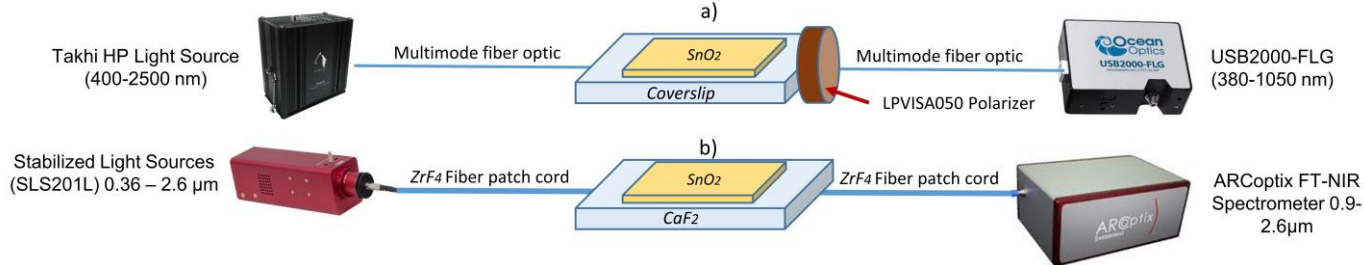 a)
Takhi HP Light Source
(400-2500 nm)
Multimode fiber optic
SnO2
Coverslip
Multimode fiber optic
LPVISA050 Polarizer
Ocean
Optics
USB2000-FLG
USB2000-FLG
(380-1050 nm)
b)
Stabilized Light Sources
(SLS201L) 0.36 – 2.6 µm
ZrF4 Fiber patch cord
SnO2
CaF2
ZrF4 Fiber patch cord
ARCoptix
Switzerland
ARCoptix FT-NIR
Spectrometer 0.9-
2.6µm